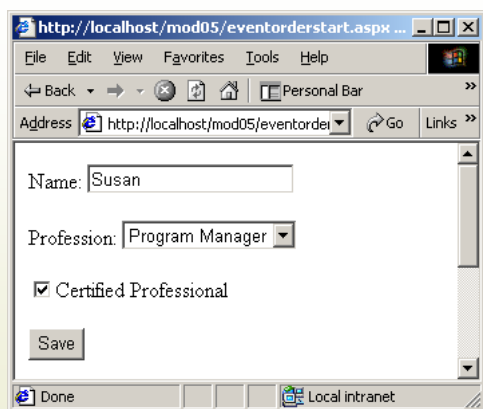 http://localhost/mod05/eventorderstart.aspx ...
File Edit View Favorites Tools Help
Back Personal Bar »
Address http://localhost/mod05/eventorder Go Links »
Name: Susan
Profession: Program Manager
Certified Professional
Save
Done Local intranet